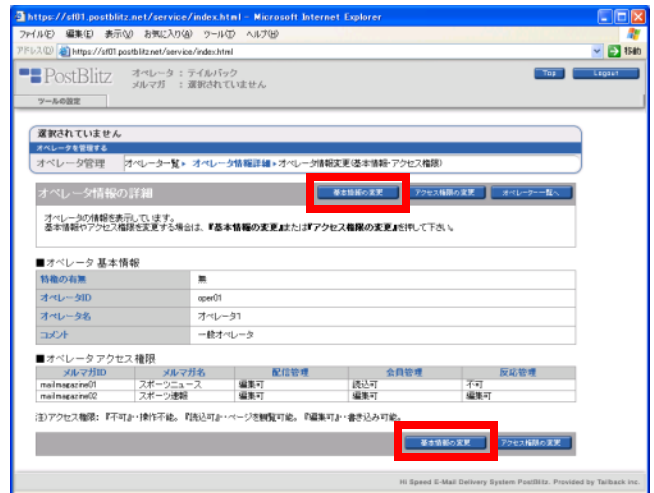 https://st01.postblitz.net/service/index.html - Microsoft Internet Explorer
ファイル(F) 編集(E) 表示(V) お気に入り(A) ツール(T) ヘルプ(H)
アドレス(D) https://st01.postblitz.net/service/index.html 移動
PostBlitz オペレータ : テイルバック Top Logout
メルマガ : 選択されていません
ツールの設定
選択されていません
オペレータを管理する
オペレータ管理 オペレーター覧 » オペレータ情報詳細 » オペレータ情報変更(基本情報・アクセス権限)
オペレータ情報の詳細 基本情報の変更 アクセス権限の変更 オペレーター一覧へ
オペレータの情報を表示しています。
基本情報やアクセス権限を変更する場合は、『基本情報の変更』または『アクセス権限の変更』を押して下さい。
■オペレータ 基本情報
特権の有無 無
オペレータID oper01
オペレータ名 オペレータ1
コメント 一般オペレータ
■オペレータ アクセス権限
メルマガID メルマガ名 配信管理 会員管理 反応管理
mailmagazine01 スポーツニュース 編集可 読込可 不可
mailmagazine02 スポーツ速報 編集可 編集可 編集可
注)アクセス権限: 『不可』・・操作不能。 『読込可』・・ページを観覧可能。 『編集可』・・書き込み可能。
基本情報の変更 アクセス権限の変更
Hi Speed E-Mail Delivery System PostBlitz. Provided by Tailback inc.